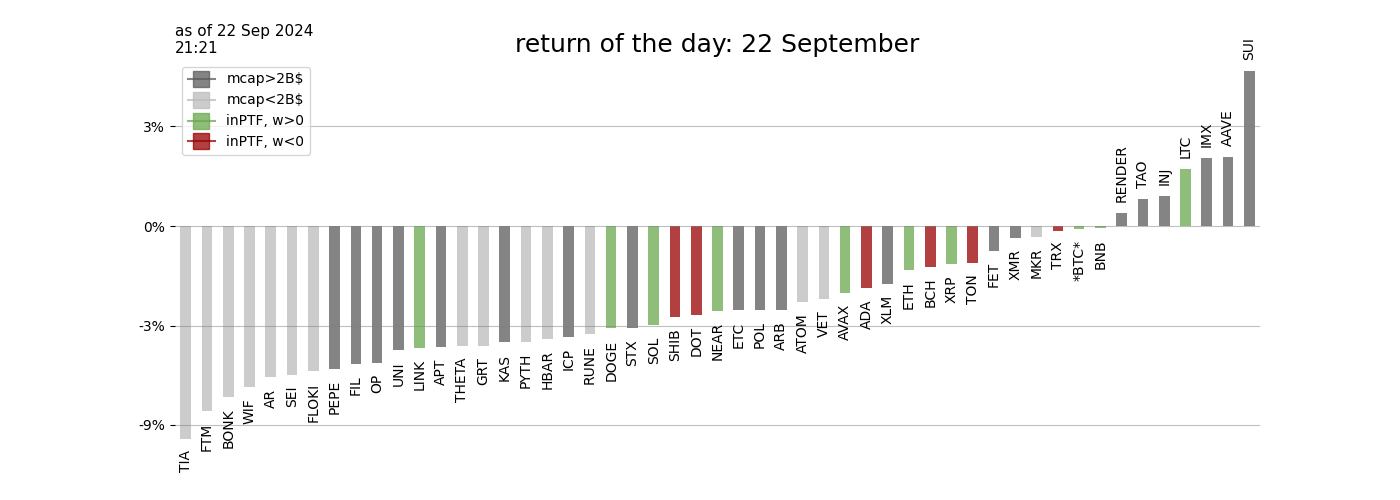 as of 22 Sep 2024
21:21
return of the day: 22 September
mcap>2B$
mcap<2B$
inPTF, w>0
inPTF, w<0
3%
0%
-3%
-9%
TIA
FTM
BONK
WIF
AR
SEI
FLOKI
PEPE
FIL
OP
UNI
LINK
APT
THETA
GRT
KAS
PYTH
HBAR
ICP
RUNE
DOGE
STX
SOL
SHIB
DOT
NEAR
ETC
POL
ARB
ATOM
VET
AVAX
ADA
XLM
ETH
BCH
XRP
TON
FET
XMR
MKR
TRX
*BTC*
BNB
RENDER
TAO
INJ
LTC
IMX
AAVE
SUI